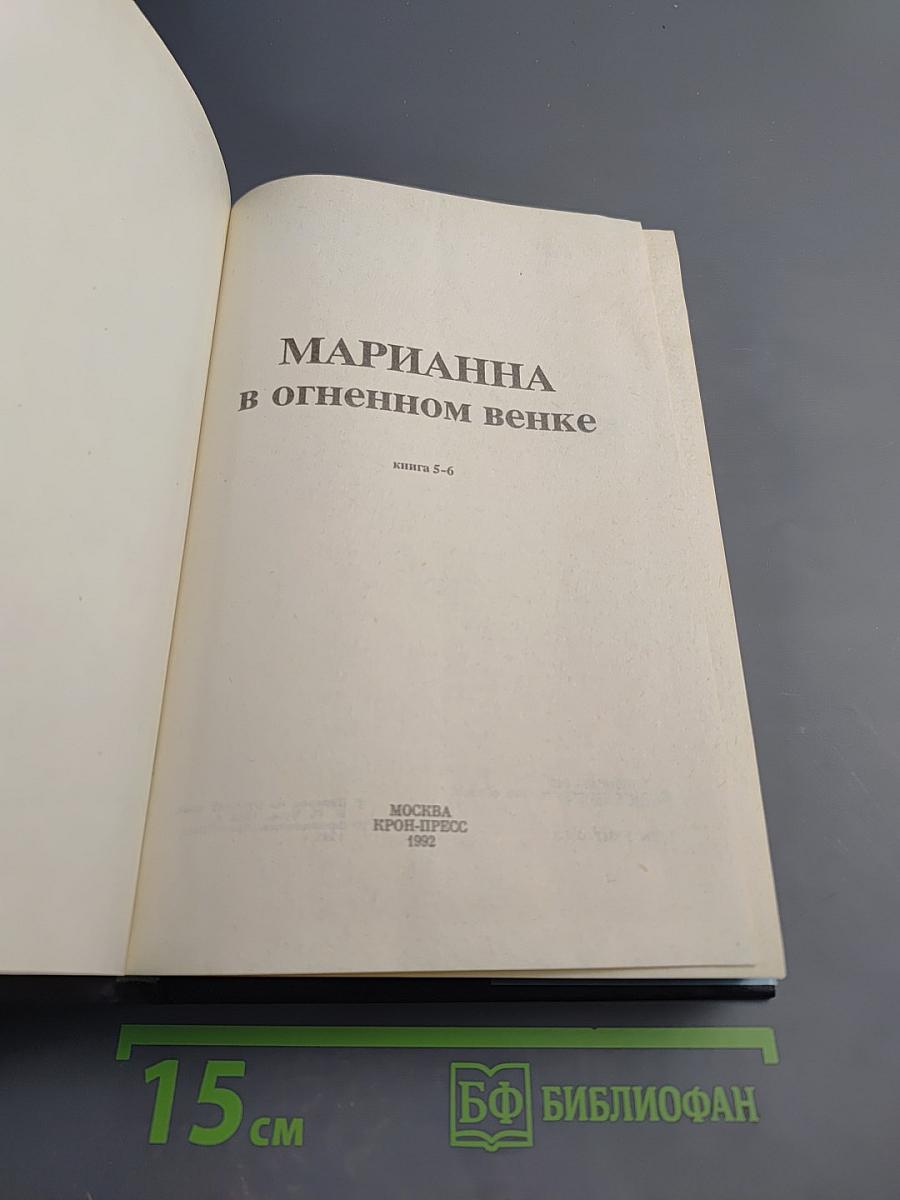 МАРИАННА
в огненном венке
книга 5-6
МОСКВА
КРОН-ПРЕСС
1992
15 см
БФ БИБЛИОФАН